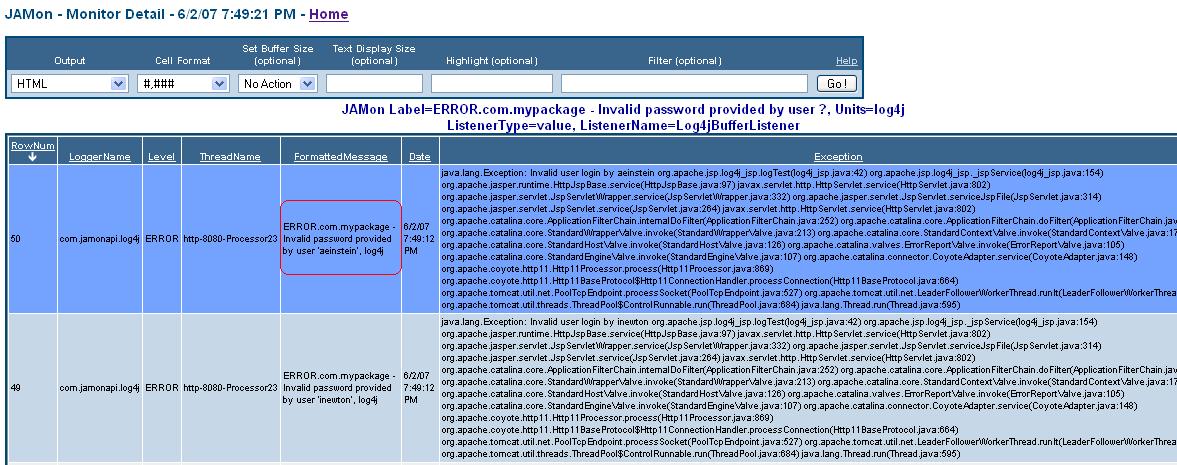 JAMon - Monitor Detail - 6/2/07 7:49:21 PM - Home
Output
Cell Format
Set Buffer Size (optional)
Text Display Size (optional)
Highlight (optional)
Filter (optional)
Help
HTML
#,###
No Action
Go !
JAMon Label=ERROR.com.mypackage - Invalid password provided by user ?, Units=log4j
ListenerType=value, ListenerName=Log4jBufferListener
RowNum
LoggerName
Level
ThreadName
FormattedMessage
Date
Exception
50
com.jamonapi.log4j
ERROR
http-8080-Processor23
ERROR.com.mypackage -
Invalid password provided
by user 'aeinstein', log4j
6/2/07
7:49:12
PM
java.lang.Exception: Invalid user login by aeinstein org.apache.jsp.log4j_jsp.logTest(log4j_jsp.java:42) org.apache.jsp.log4j_jsp._jspService(log4j_jsp.java:154)
org.apache.jasper.runtime.HttpJspBase.service(HttpJspBase.java:97) javax.servlet.http.HttpServlet.service(HttpServlet.java:802)
org.apache.jasper.servlet.JspServletWrapper.service(JspServletWrapper.java:332) org.apache.jasper.servlet.JspServlet.serviceJspFile(JspServlet.java:314)
org.apache.jasper.servlet.JspServlet.service(JspServlet.java:264) javax.servlet.http.HttpServlet.service(HttpServlet.java:802)
org.apache.catalina.core.ApplicationFilterChain.internalDoFilter(ApplicationFilterChain.java:252) org.apache.catalina.core.ApplicationFilterChain.doFilter(ApplicationFilterChain.java
org.apache.catalina.core.StandardWrapperValve.invoke(StandardWrapperValve.java:213) org.apache.catalina.core.StandardContextValve.invoke(StandardContextValve.java:17
org.apache.catalina.core.StandardHostValve.invoke(StandardHostValve.java:126) org.apache.catalina.valves.ErrorReportValve.invoke(ErrorReportValve.java:105)
org.apache.catalina.core.StandardEngineValve.invoke(StandardEngineValve.java:107) org.apache.catalina.connector.CoyoteAdapter.service(CoyoteAdapter.java:148)
org.apache.coyote.http11.Http11Processor.process(Http11Processor.java:869)
org.apache.coyote.http11.Http11BaseProtocol$Http11ConnectionHandler.processConnection(Http11BaseProtocol.java:664)
org.apache.tomcat.util.net.PoolTcpEndpoint.processSocket(PoolTcpEndpoint.java:527) org.apache.tomcat.util.net.LeaderFollowerWorkerThread.runIt(LeaderFollowerWorkerThread
org.apache.tomcat.util.threads.ThreadPool$ControlRunnable.run(ThreadPool.java:684) java.lang.Thread.run(Thread.java:595)
49
com.jamonapi.log4j
ERROR
http-8080-Processor23
ERROR.com.mypackage -
Invalid password provided
by user 'inewton', log4j
6/2/07
7:49:12
PM
java.lang.Exception: Invalid user login by inewton org.apache.jsp.log4j_jsp.logTest(log4j_jsp.java:42) org.apache.jsp.log4j_jsp._jspService(log4j_jsp.java:154)
org.apache.jasper.runtime.HttpJspBase.service(HttpJspBase.java:97) javax.servlet.http.HttpServlet.service(HttpServlet.java:802)
org.apache.jasper.servlet.JspServletWrapper.service(JspServletWrapper.java:332) org.apache.jasper.servlet.JspServlet.serviceJspFile(JspServlet.java:314)
org.apache.jasper.servlet.JspServlet.service(JspServlet.java:264) javax.servlet.http.HttpServlet.service(HttpServlet.java:802)
org.apache.catalina.core.ApplicationFilterChain.internalDoFilter(ApplicationFilterChain.java:252) org.apache.catalina.core.ApplicationFilterChain.doFilter(ApplicationFilterChain.java
org.apache.catalina.core.StandardWrapperValve.invoke(StandardWrapperValve.java:213) org.apache.catalina.core.StandardContextValve.invoke(StandardContextValve.java:17
org.apache.catalina.core.StandardHostValve.invoke(StandardHostValve.java:126) org.apache.catalina.valves.ErrorReportValve.invoke(ErrorReportValve.java:105)
org.apache.catalina.core.StandardEngineValve.invoke(StandardEngineValve.java:107) org.apache.catalina.connector.CoyoteAdapter.service(CoyoteAdapter.java:148)
org.apache.coyote.http11.Http11Processor.process(Http11Processor.java:869)
org.apache.coyote.http11.Http11BaseProtocol$Http11ConnectionHandler.processConnection(Http11BaseProtocol.java:664)
org.apache.tomcat.util.net.PoolTcpEndpoint.processSocket(PoolTcpEndpoint.java:527) org.apache.tomcat.util.net.LeaderFollowerWorkerThread.runIt(LeaderFollowerWorkerThread
org.apache.tomcat.util.threads.ThreadPool$ControlRunnable.run(ThreadPool.java:684) java.lang.Thread.run(Thread.java:595)